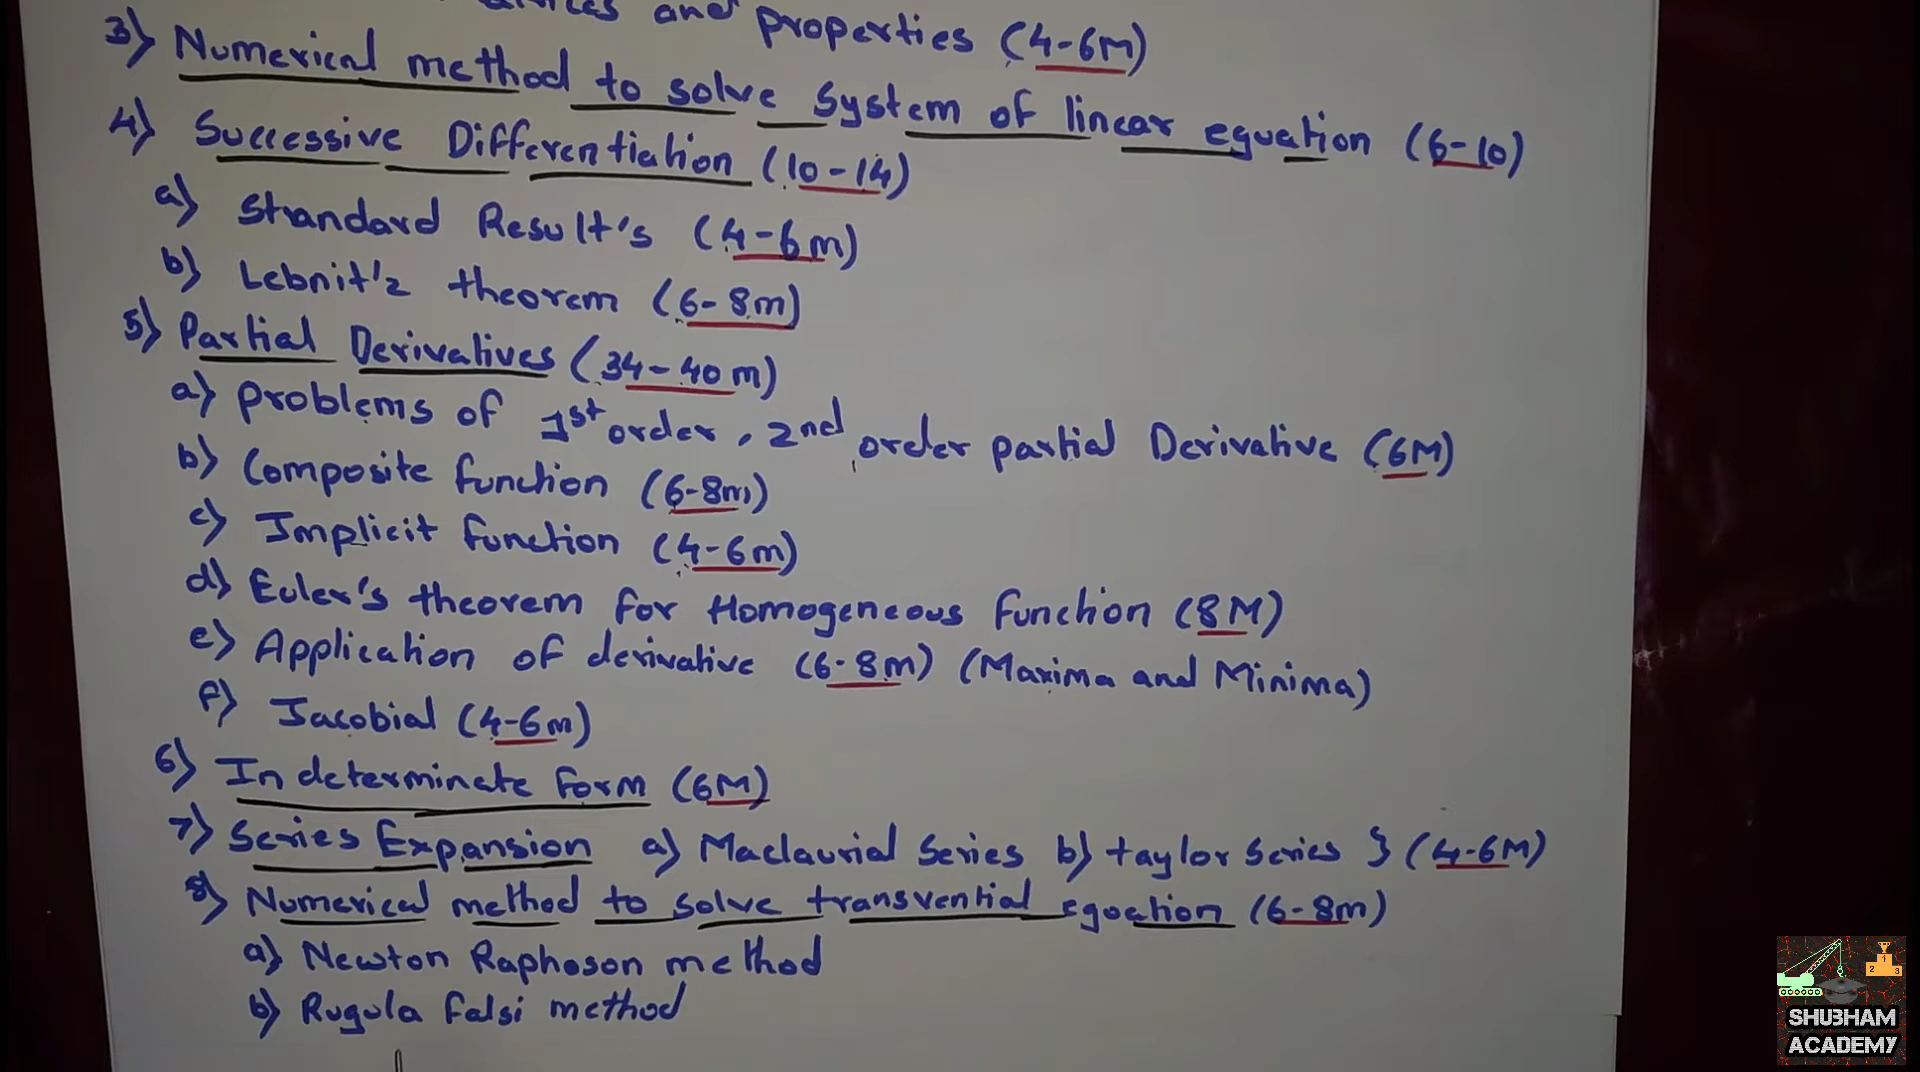 and properties (4-6M)
3) Numerical method to solve System of linear equation (6-10)
4) Successive Differentiation (10-14)
a) Standard Result's (4-6m)
b) Lebnit'z theorem (6-8m)
5) Partial Derivatives (34-40m)
a) Problems of 1st order, 2nd order partial Derivative (6M)
b) Composite function (6-8m)
c) Implicit function (4-6m)
d) Euler's theorem for Homogeneous function (8M)
e) Application of derivative (6-8m) (Maxima and Minima)
f) Jacobial (4-6m)
6) Indeterminate form (6M)
7) Series Expansion a) Maclaurial Series b) taylor Series } (4-6M)
8) Numerical method to solve transvential egoation (6-8m)
a) Newton Raphoson method
b) Rugula falsi method
1
2
3
SHUBHAM
ACADEMY